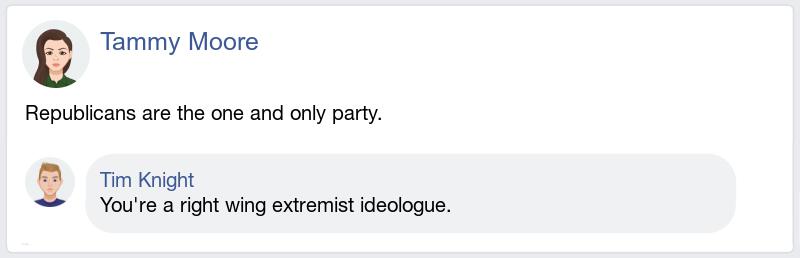 Tammy Moore
Republicans are the one and only party.
Tim Knight
You're a right wing extremist ideologue.